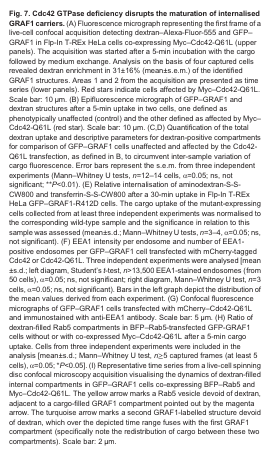 Fig. 7. Cdc42 GTPase deficiency disrupts the maturation of internalised
GRAF1 carriers. (A) Fluorescence micrograph representing the first frame of a
live-cell confocal acquisition detecting dextran–Alexa-Fluor-555 and GFP–
GRAF1 in Flp-In T-REx HeLa cells co-expressing Myc–Cdc42-Q61L (upper
panels). The acquisition was started after a 5-min incubation with the cargo
followed by medium exchange. Analysis on the basis of four captured cells
revealed dextran enrichment in 31±16% (mean±s.e.m.) of the identified
GRAF1 structures. Areas 1 and 2 from the acquisition are presented as time
series (lower panels). Red stars indicate cells affected by Myc–Cdc42-Q61L.
Scale bar: 10 µm. (B) Epifluorescence micrograph of GFP–GRAF1 and
dextran structures after a 5-min uptake in two cells, one defined as
phenotypically unaffected (control) and the other defined as affected by Myc–
Cdc42-Q61L (red star). Scale bar: 10 µm. (C,D) Quantification of the total
dextran uptake and descriptive parameters for dextran-positive compartments
for comparison of GFP–GRAF1 cells unaffected and affected by the Cdc42-
Q61L transfection, as defined in B, to circumvent inter-sample variation of
cargo fluorescence. Error bars represent the s.e.m. from three independent
experiments (Mann–Whitney U tests, n=12–14 cells, α=0.05; ns, not
significant; **P<0.01). (E) Relative internalisation of aminodextran-S-S-
CW800 and transferrin-S-S-CW800 after a 30-min uptake in Flp-In T-REx
HeLa GFP–GRAF1-R412D cells. The cargo uptake of the mutant-expressing
cells collected from at least three independent experiments was normalised to
the corresponding wild-type sample and the significance in relation to this
sample was assessed (mean±s.d.; Mann–Whitney U tests, n=3–4, α=0.05; ns,
not significant). (F) EEA1 intensity per endosome and number of EEA1-
positive endosomes per GFP–GRAF1 cell transfected with mCherry-tagged
Cdc42 or Cdc42-Q61L. Three independent experiments were analysed [mean
±s.d.; left diagram, Student's t-test, n>13,500 EEA1-stained endosomes (from
50 cells), α=0.05; ns, not significant; right diagram, Mann–Whitney U test, n=3
cells, α=0.05; ns, not significant]. Bars in the left graph depict the distribution of
the mean values derived from each experiment. (G) Confocal fluorescence
micrographs of GFP–GRAF1 cells transfected with mCherry–Cdc42-Q61L
and immunostained with anti-EEA1 antibody. Scale bar: 5 µm. (H) Ratio of
dextran-filled Rab5 compartments in BFP–Rab5-transfected GFP-GRAF1
cells without or with co-expressed Myc–Cdc42-Q61L after a 5-min cargo
uptake. Cells from three independent experiments were included in the
analysis [mean±s.d.; Mann–Whitney U test, n≥5 captured frames (at least 5
cells), α=0.05; *P<0.05]. (I) Representative time series from a live-cell spinning
disc confocal microscopy acquisition visualising the dynamics of dextran-filled
internal compartments in GFP–GRAF1 cells co-expressing BFP–Rab5 and
Myc–Cdc42-Q61L. The yellow arrow marks a Rab5 vesicle devoid of dextran,
adjacent to a cargo-filled GRAF1 compartment pointed out by the magenta
arrow. The turquoise arrow marks a second GRAF1-labelled structure devoid
of dextran, which over the depicted time range fuses with the first GRAF1
compartment (specifically note the redistribution of cargo between these two
compartments). Scale bar: 2 µm.